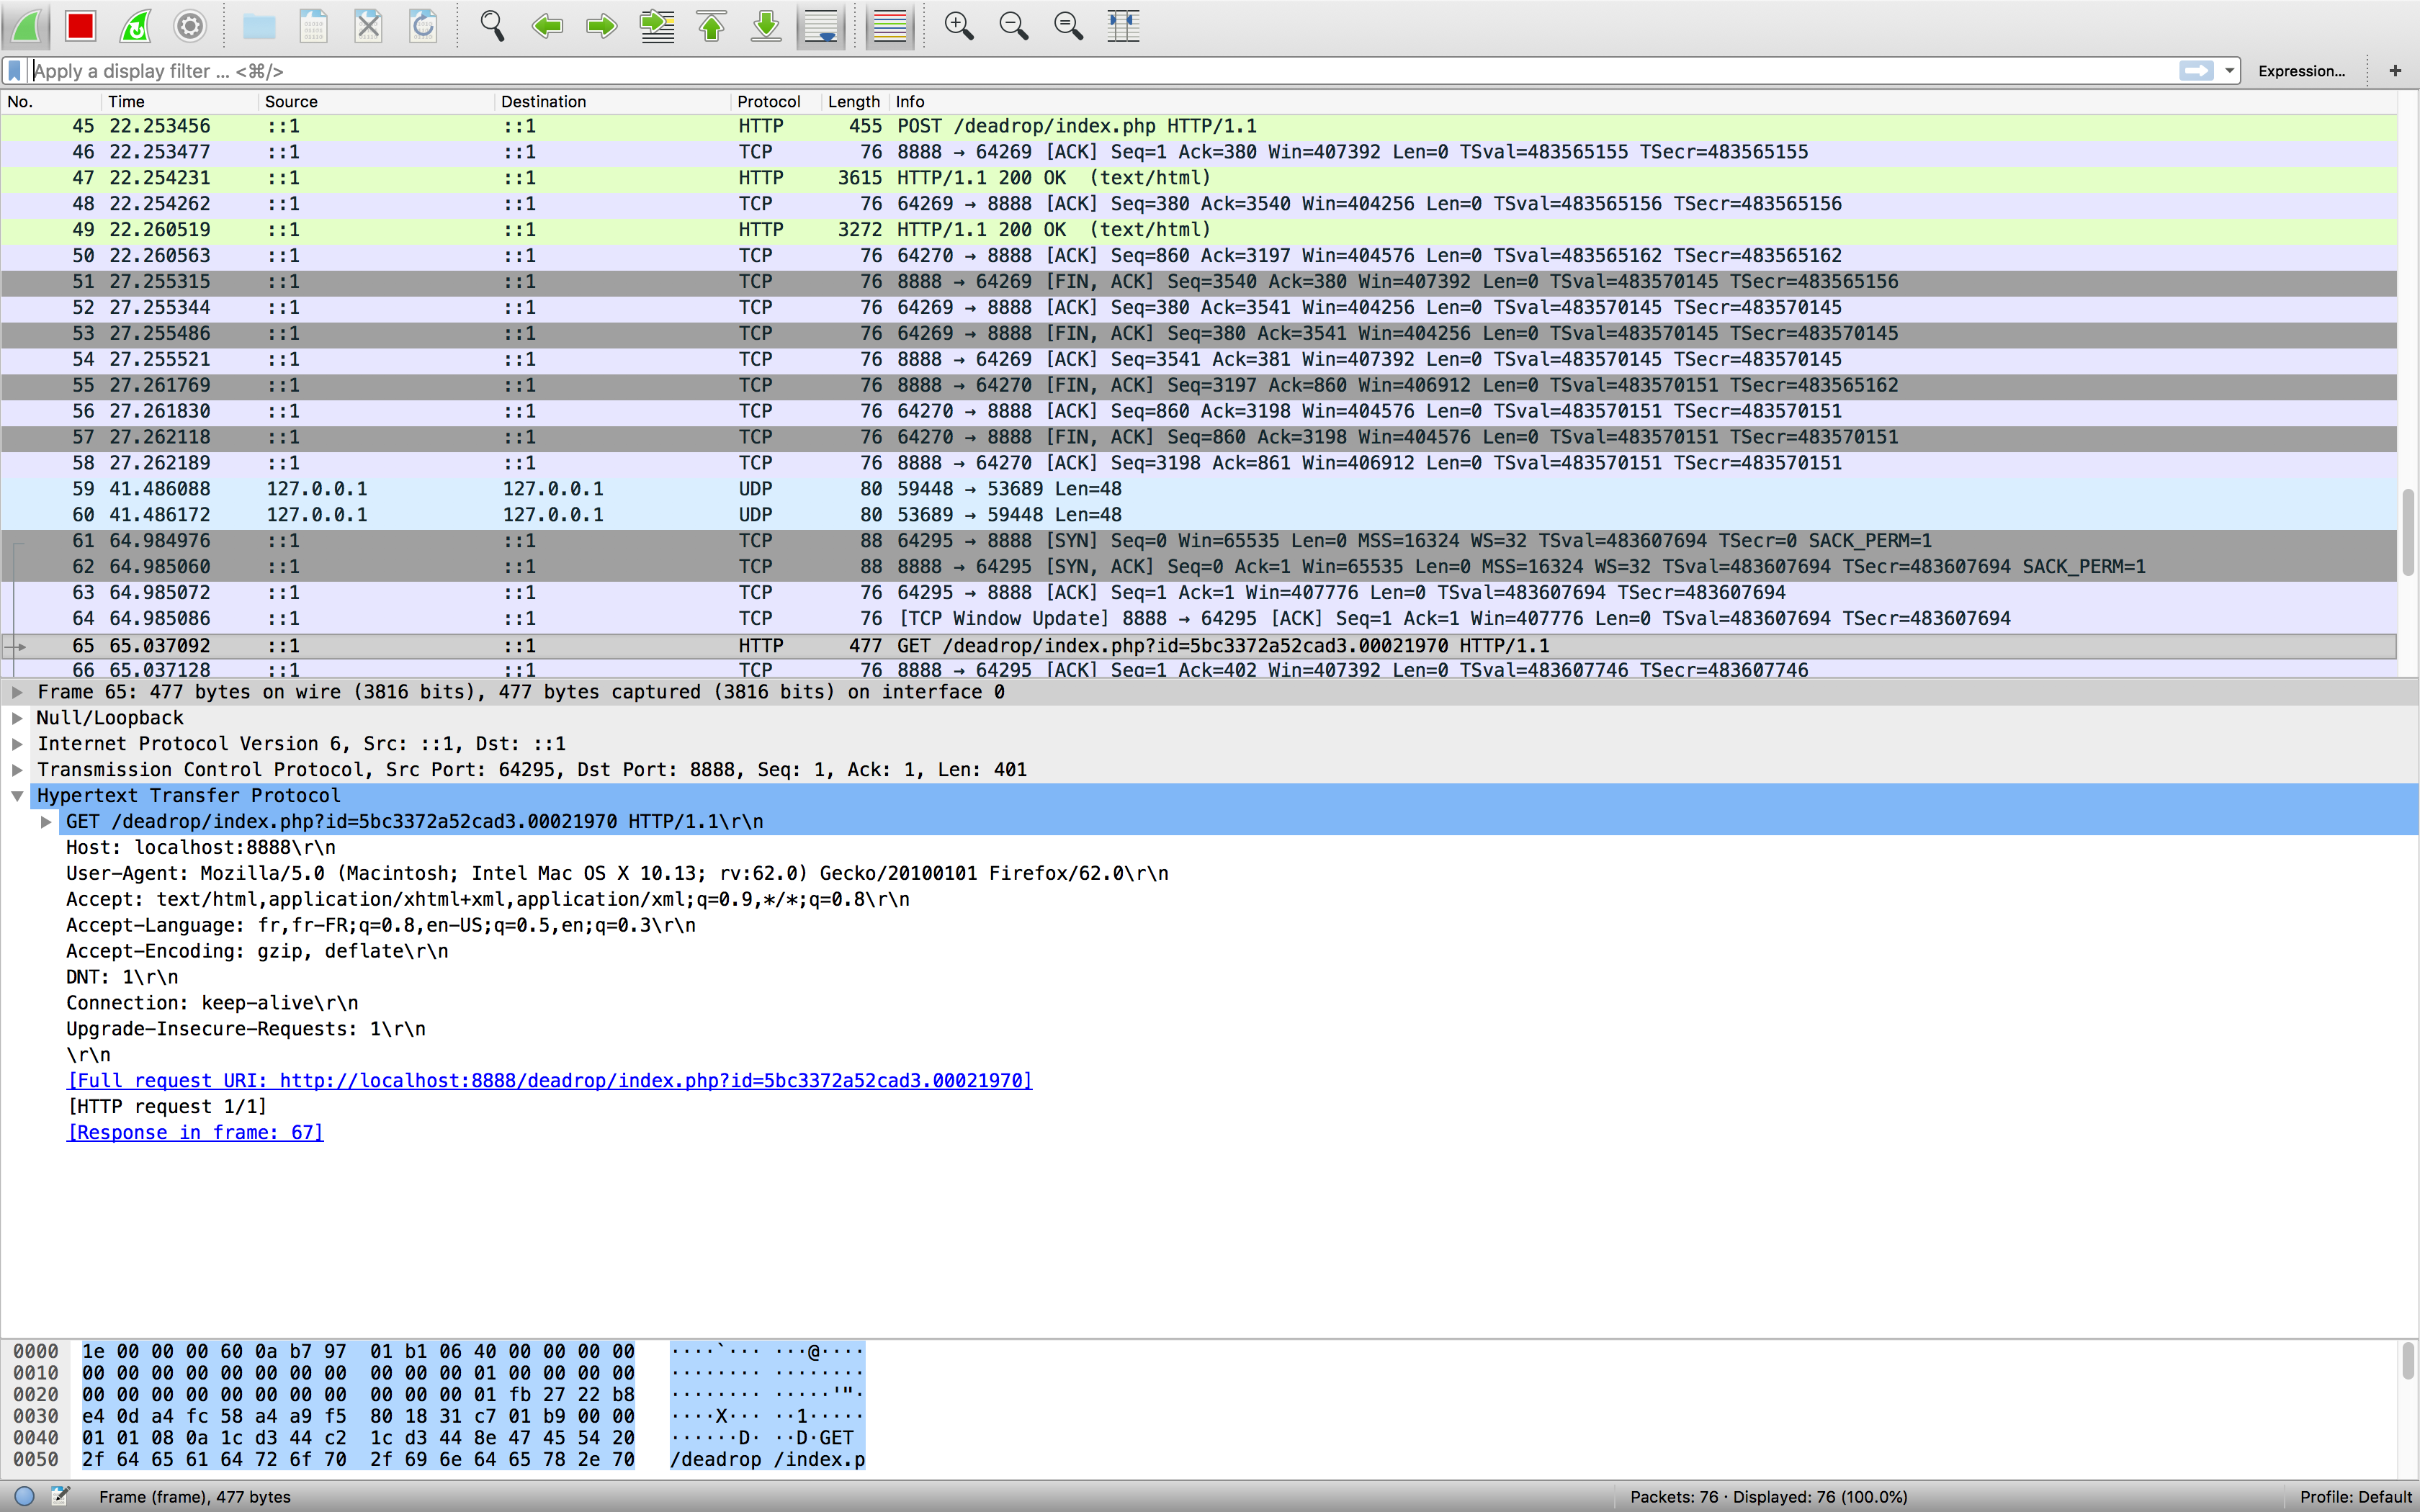 Apply a display filter ... <⌘/>
Expression...
+
No. Time Source Destination Protocol Length Info
45 22.253456 ::1 ::1 HTTP 455 POST /deadrop/index.php HTTP/1.1
46 22.253477 ::1 ::1 TCP 76 8888 → 64269 [ACK] Seq=1 Ack=380 Win=407392 Len=0 TSval=483565155 TSecr=483565155
47 22.254231 ::1 ::1 HTTP 3615 HTTP/1.1 200 OK  (text/html)
48 22.254262 ::1 ::1 TCP 76 64269 → 8888 [ACK] Seq=380 Ack=3540 Win=404256 Len=0 TSval=483565156 TSecr=483565156
49 22.260519 ::1 ::1 HTTP 3272 HTTP/1.1 200 OK  (text/html)
50 22.260563 ::1 ::1 TCP 76 64270 → 8888 [ACK] Seq=860 Ack=3197 Win=404576 Len=0 TSval=483565162 TSecr=483565162
51 27.255315 ::1 ::1 TCP 76 8888 → 64269 [FIN, ACK] Seq=3540 Ack=380 Win=407392 Len=0 TSval=483570145 TSecr=483565156
52 27.255344 ::1 ::1 TCP 76 64269 → 8888 [ACK] Seq=380 Ack=3541 Win=404256 Len=0 TSval=483570145 TSecr=483570145
53 27.255486 ::1 ::1 TCP 76 64269 → 8888 [FIN, ACK] Seq=380 Ack=3541 Win=404256 Len=0 TSval=483570145 TSecr=483570145
54 27.255521 ::1 ::1 TCP 76 8888 → 64269 [ACK] Seq=3541 Ack=381 Win=407392 Len=0 TSval=483570145 TSecr=483570145
55 27.261769 ::1 ::1 TCP 76 8888 → 64270 [FIN, ACK] Seq=3197 Ack=860 Win=406912 Len=0 TSval=483570151 TSecr=483565162
56 27.261830 ::1 ::1 TCP 76 64270 → 8888 [ACK] Seq=860 Ack=3198 Win=404576 Len=0 TSval=483570151 TSecr=483570151
57 27.262118 ::1 ::1 TCP 76 64270 → 8888 [FIN, ACK] Seq=860 Ack=3198 Win=404576 Len=0 TSval=483570151 TSecr=483570151
58 27.262189 ::1 ::1 TCP 76 8888 → 64270 [ACK] Seq=3198 Ack=861 Win=406912 Len=0 TSval=483570151 TSecr=483570151
59 41.486088 127.0.0.1 127.0.0.1 UDP 80 59448 → 53689 Len=48
60 41.486172 127.0.0.1 127.0.0.1 UDP 80 53689 → 59448 Len=48
61 64.984976 ::1 ::1 TCP 88 64295 → 8888 [SYN] Seq=0 Win=65535 Len=0 MSS=16324 WS=32 TSval=483607694 TSecr=0 SACK_PERM=1
62 64.985060 ::1 ::1 TCP 88 8888 → 64295 [SYN, ACK] Seq=0 Ack=1 Win=65535 Len=0 MSS=16324 WS=32 TSval=483607694 TSecr=483607694 SACK_PERM=1
63 64.985072 ::1 ::1 TCP 76 64295 → 8888 [ACK] Seq=1 Ack=1 Win=407776 Len=0 TSval=483607694 TSecr=483607694
64 64.985086 ::1 ::1 TCP 76 [TCP Window Update] 8888 → 64295 [ACK] Seq=1 Ack=1 Win=407776 Len=0 TSval=483607694 TSecr=483607694
65 65.037092 ::1 ::1 HTTP 477 GET /deadrop/index.php?id=5bc3372a52cad3.00021970 HTTP/1.1
66 65.037128 ::1 ::1 TCP 76 8888 → 64295 [ACK] Seq=1 Ack=402 Win=407392 Len=0 TSval=483607746 TSecr=483607746
Frame 65: 477 bytes on wire (3816 bits), 477 bytes captured (3816 bits) on interface 0
Null/Loopback
Internet Protocol Version 6, Src: ::1, Dst: ::1
Transmission Control Protocol, Src Port: 64295, Dst Port: 8888, Seq: 1, Ack: 1, Len: 401
Hypertext Transfer Protocol
GET /deadrop/index.php?id=5bc3372a52cad3.00021970 HTTP/1.1\r\n
Host: localhost:8888\r\n
User-Agent: Mozilla/5.0 (Macintosh; Intel Mac OS X 10.13; rv:62.0) Gecko/20100101 Firefox/62.0\r\n
Accept: text/html,application/xhtml+xml,application/xml;q=0.9,*/*;q=0.8\r\n
Accept-Language: fr,fr-FR;q=0.8,en-US;q=0.5,en;q=0.3\r\n
Accept-Encoding: gzip, deflate\r\n
DNT: 1\r\n
Connection: keep-alive\r\n
Upgrade-Insecure-Requests: 1\r\n
\r\n
[Full request URI: http://localhost:8888/deadrop/index.php?id=5bc3372a52cad3.00021970]
[HTTP request 1/1]
[Response in frame: 67]
0000 1e 00 00 00 60 0a b7 97 01 b1 06 40 00 00 00 00 ····`··· ···@····
0010 00 00 00 00 00 00 00 00 00 00 00 01 00 00 00 00 ········ ········
0020 00 00 00 00 00 00 00 00 00 00 00 01 fb 27 22 b8 ········ ·····'"·
0030 e4 0d a4 fc 58 a4 a9 f5 80 18 31 c7 01 b9 00 00 ····X··· ··1·····
0040 01 01 08 0a 1c d3 44 c2 1c d3 44 8e 47 45 54 20 ······D· ··D·GET
0050 2f 64 65 61 64 72 6f 70 2f 69 6e 64 65 78 2e 70 /deadrop /index.p
Frame (frame), 477 bytes
Packets: 76 · Displayed: 76 (100.0%)
Profile: Default